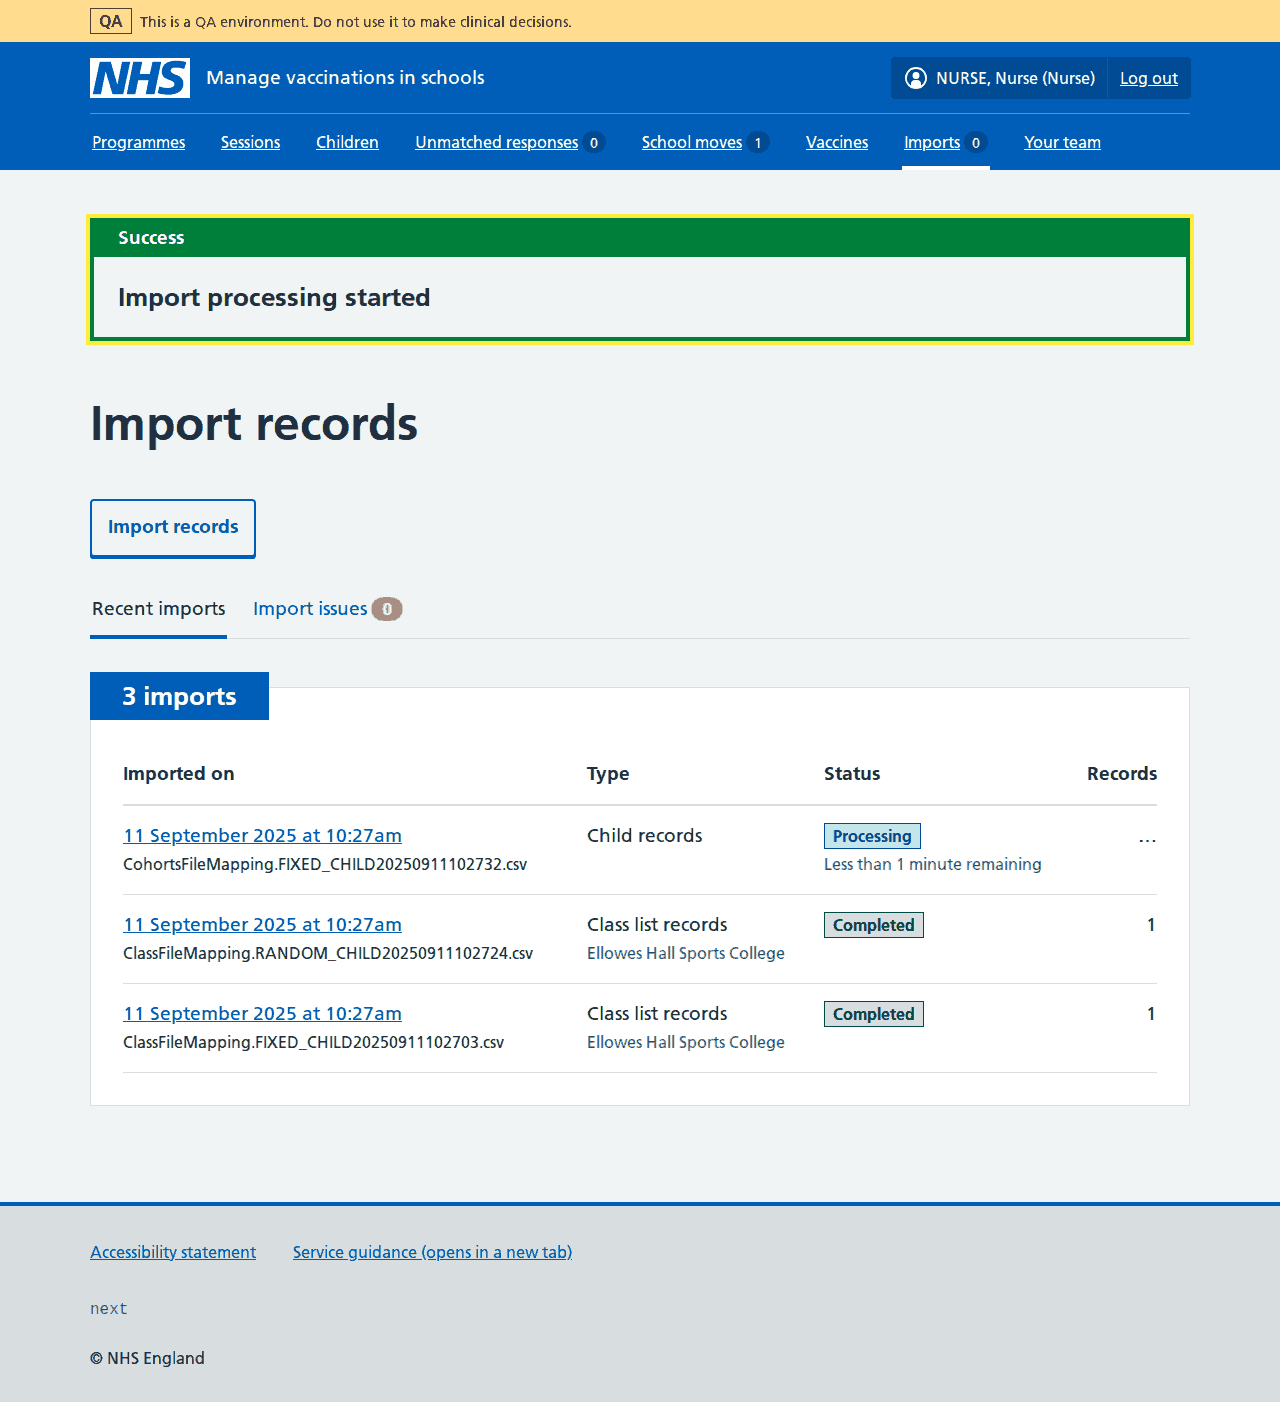 QA This is a QA environment. Do not use it to make clinical decisions.
NHS Manage vaccinations in schools NURSE, Nurse (Nurse) Log out
Programmes Sessions Children Unmatched responses 0 School moves 1 Vaccines Imports 0 Your team
Success
Import processing started
Import records
Import records
Recent imports Import issues 0
3 imports
Imported on Type Status Records
11 September 2025 at 10:27am Child records Processing ...
CohortsFileMapping.FIXED_CHILD20250911102732.csv Less than 1 minute remaining
11 September 2025 at 10:27am Class list records Completed 1
ClassFileMapping.RANDOM_CHILD20250911102724.csv Ellowes Hall Sports College
11 September 2025 at 10:27am Class list records Completed 1
ClassFileMapping.FIXED_CHILD20250911102703.csv Ellowes Hall Sports College
Accessibility statement Service guidance (opens in a new tab)
next
© NHS England